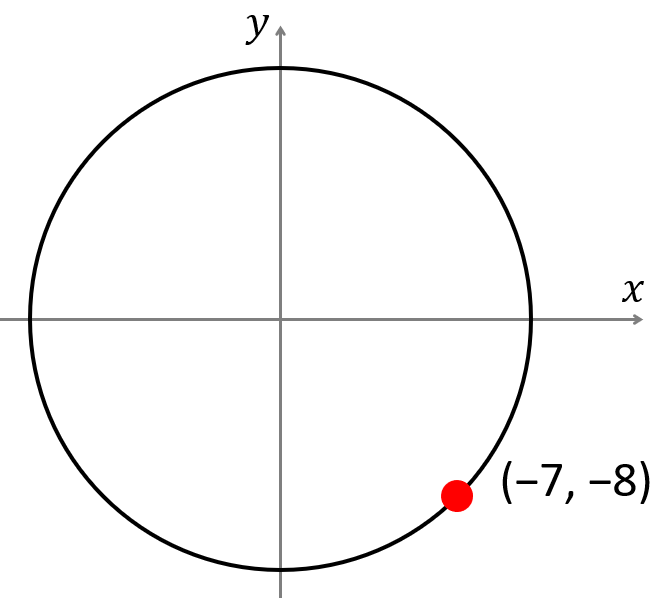 y
x
(–7, –8)